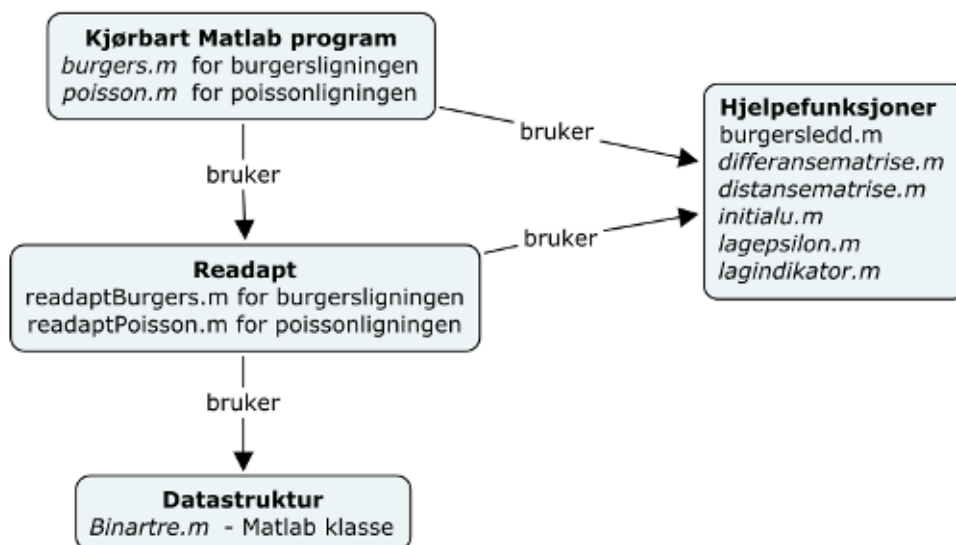 Kjørbart Matlab program
burgers.m for burgersligningen
poisson.m for poissonligningen
bruker
bruker
Hjelpefunksjoner
burgersledd.m
differansematrise.m
distansematrise.m
initialu.m
lagepsilon.m
lagindikator.m
bruker
Readapt
readaptBurgers.m for burgersligningen
readaptPoisson.m for poissonligningen
bruker
Datastruktur
Binartre.m - Matlab klasse